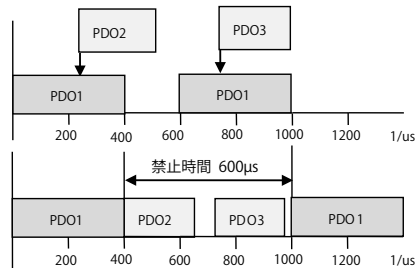 PDO2
PDO3
PDO1
PDO1
200 400 600 800 1000 1200 1/us
禁止時間 600μs
PDO1 PDO2 PDO3 PDO1
200 400 600 800 1000 1200 1/us